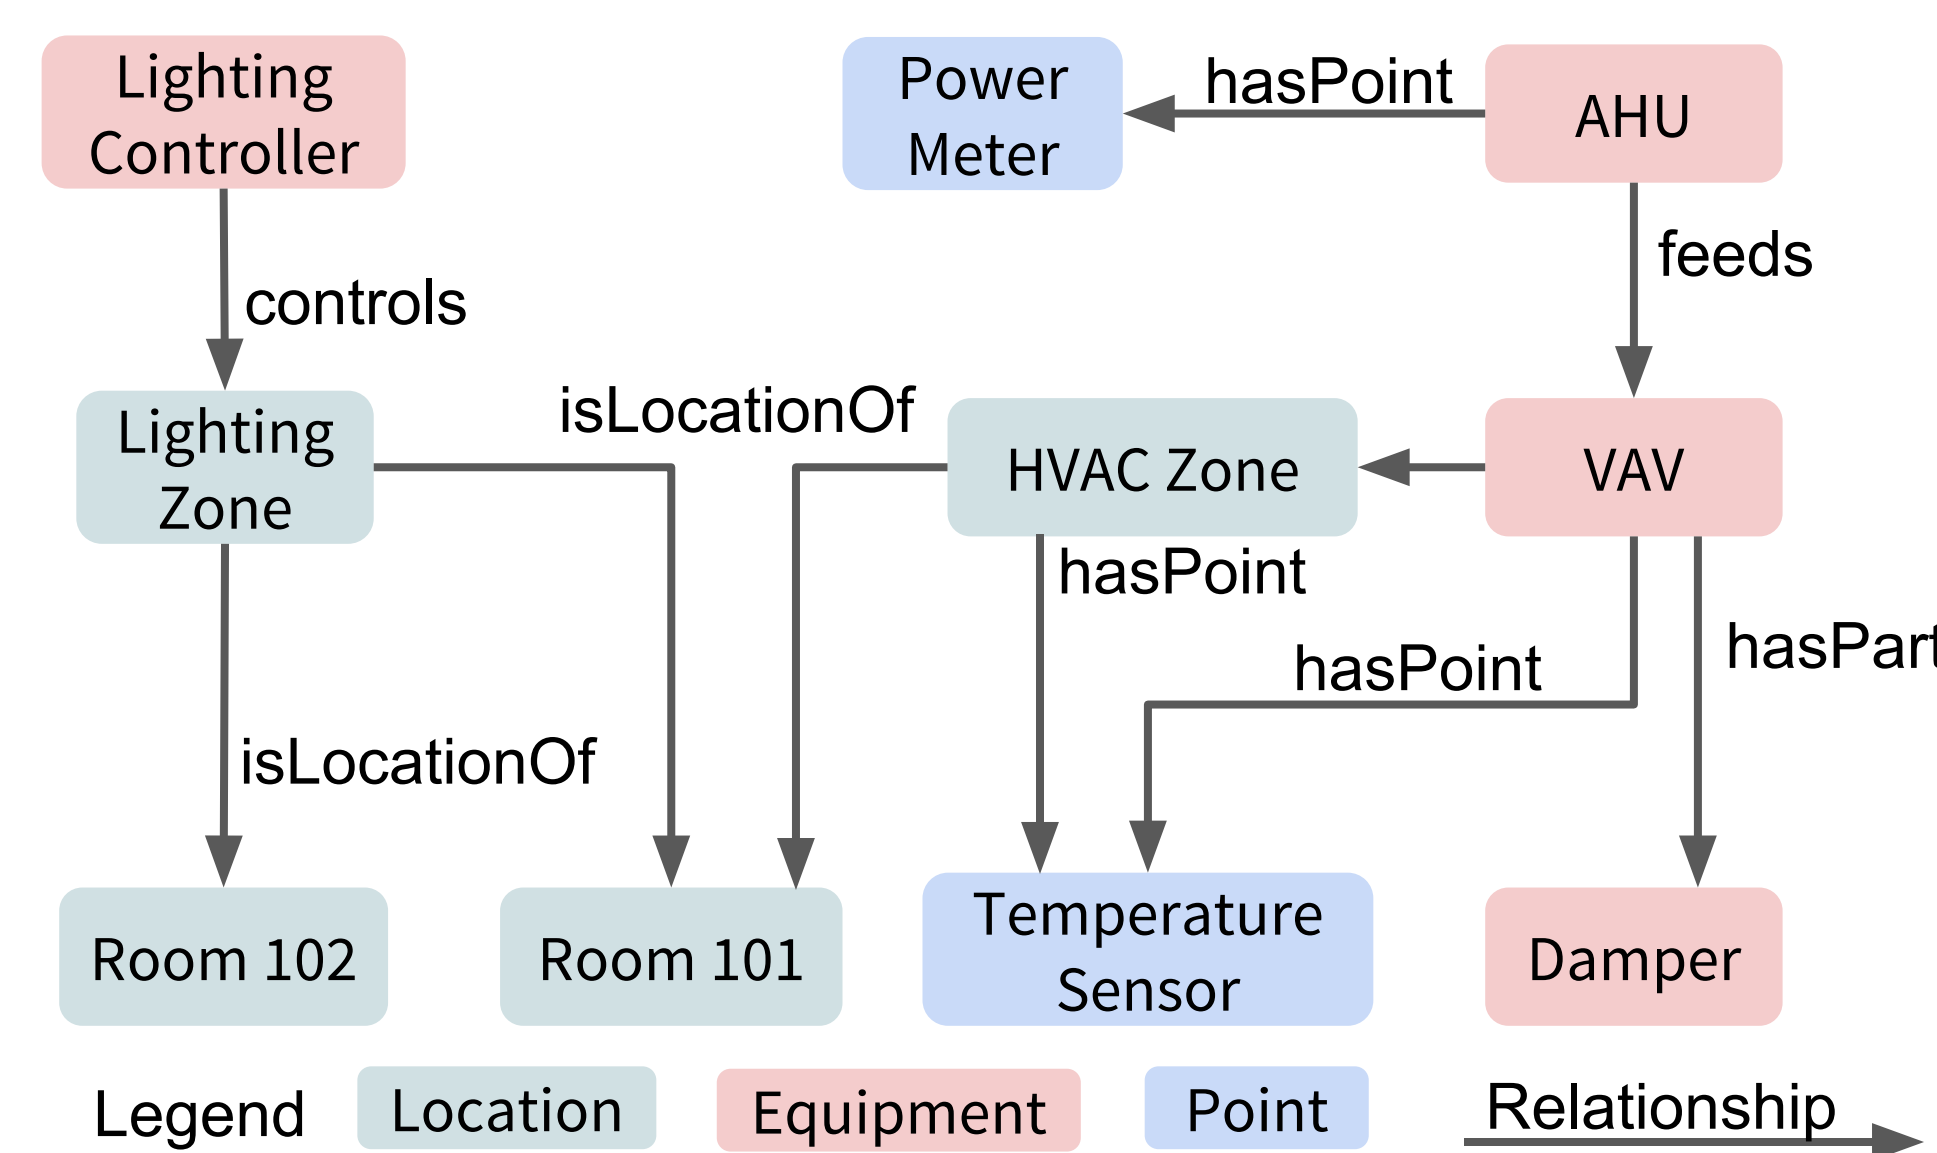 Lighting
Controller
Power
Meter
hasPoint
AHU
feeds
controls
Lighting
Zone
isLocationOf
HVAC Zone
VAV
hasPoint
hasPoint
hasPart
isLocationOf
Room 102
Room 101
Temperature
Sensor
Damper
Legend
Location
Equipment
Point
Relationship